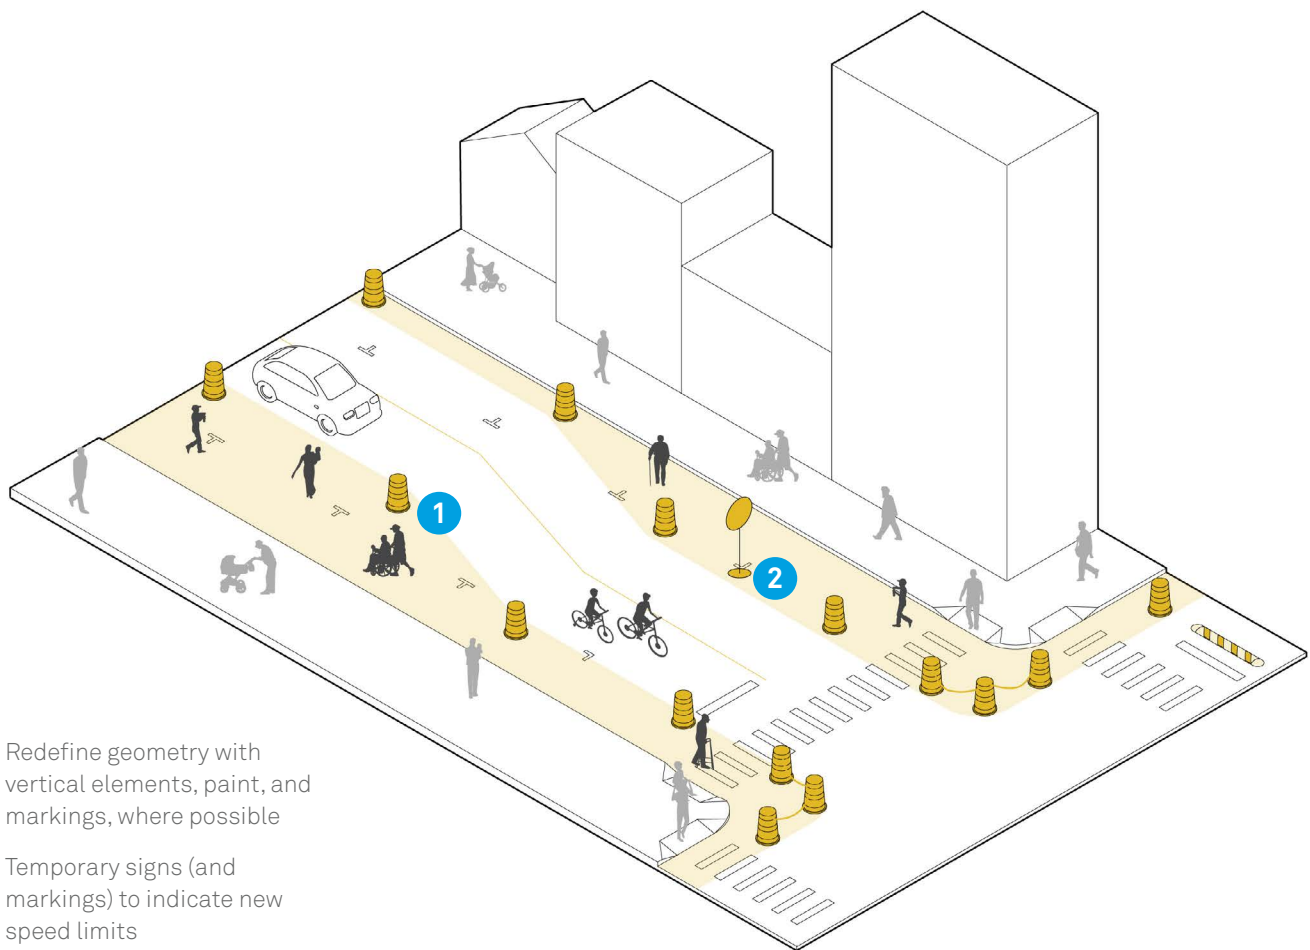 1
2
Redefine geometry with
vertical elements, paint, and
markings, where possible
Temporary signs (and
markings) to indicate new
speed limits